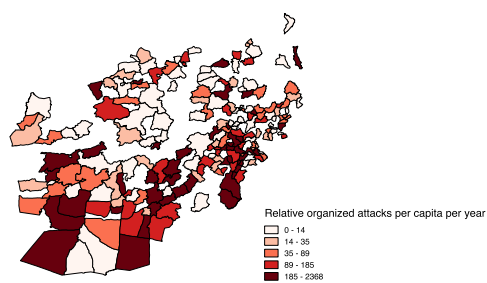 Relative organized attacks per capita per year
0 - 14
14 - 35
35 - 89
89 - 185
185 - 2368